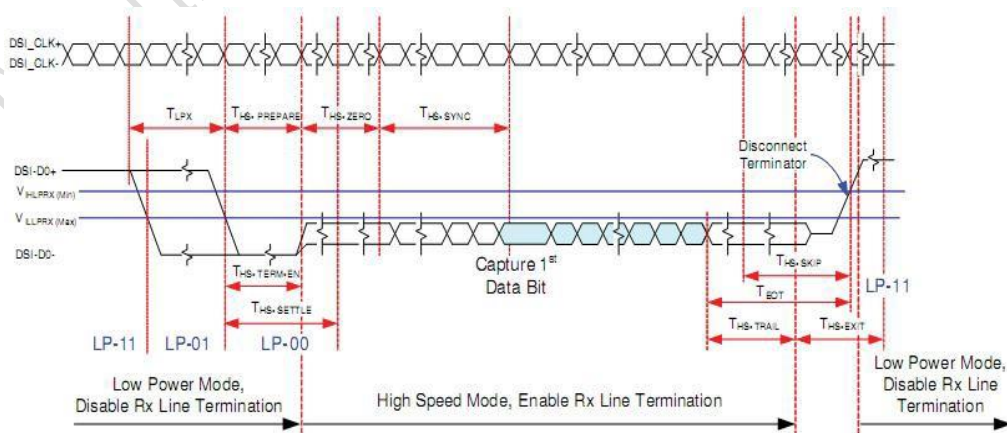 DSI_CLK+
DSI_CLK-
TLPX
THS-PREPARE
THS-ZERO
THS-SYNC
Disconnect
Terminator
DSI-D0+
VIHLPRX (Min)
VILLPRX (Max)
DSI-D0-
THS-TERM-EN
THS-SETTLE
Capture 1st
Data Bit
THS-SKIP
TEOT
THS-TRAIL
THS-EXIT
LP-11
LP-11
LP-01
LP-00
Low Power Mode,
Disable Rx Line Termination
High Speed Mode, Enable Rx Line Termination
Low Power Mode,
Disable Rx Line
Termination